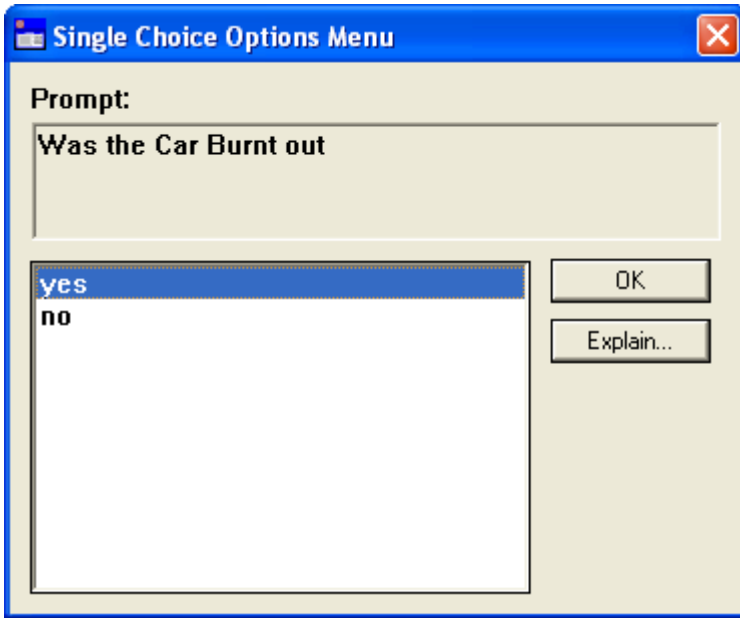 Single Choice Options Menu
Prompt:
Was the Car Burnt out
yes
no
OK
Explain...